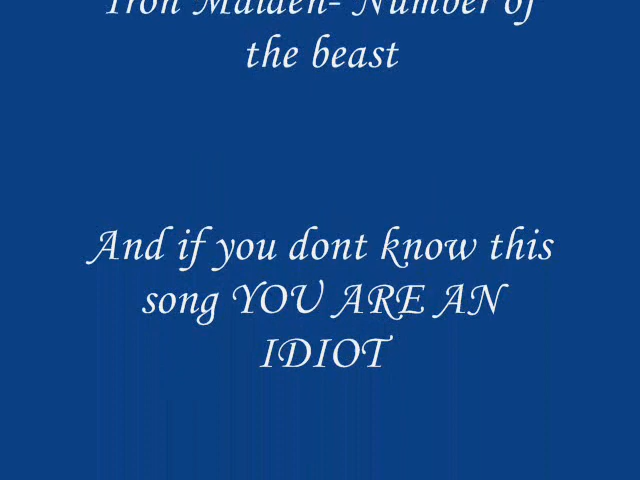 Iron Maiden- Number of
the beast
And if you dont know this
song YOU ARE AN
IDIOT